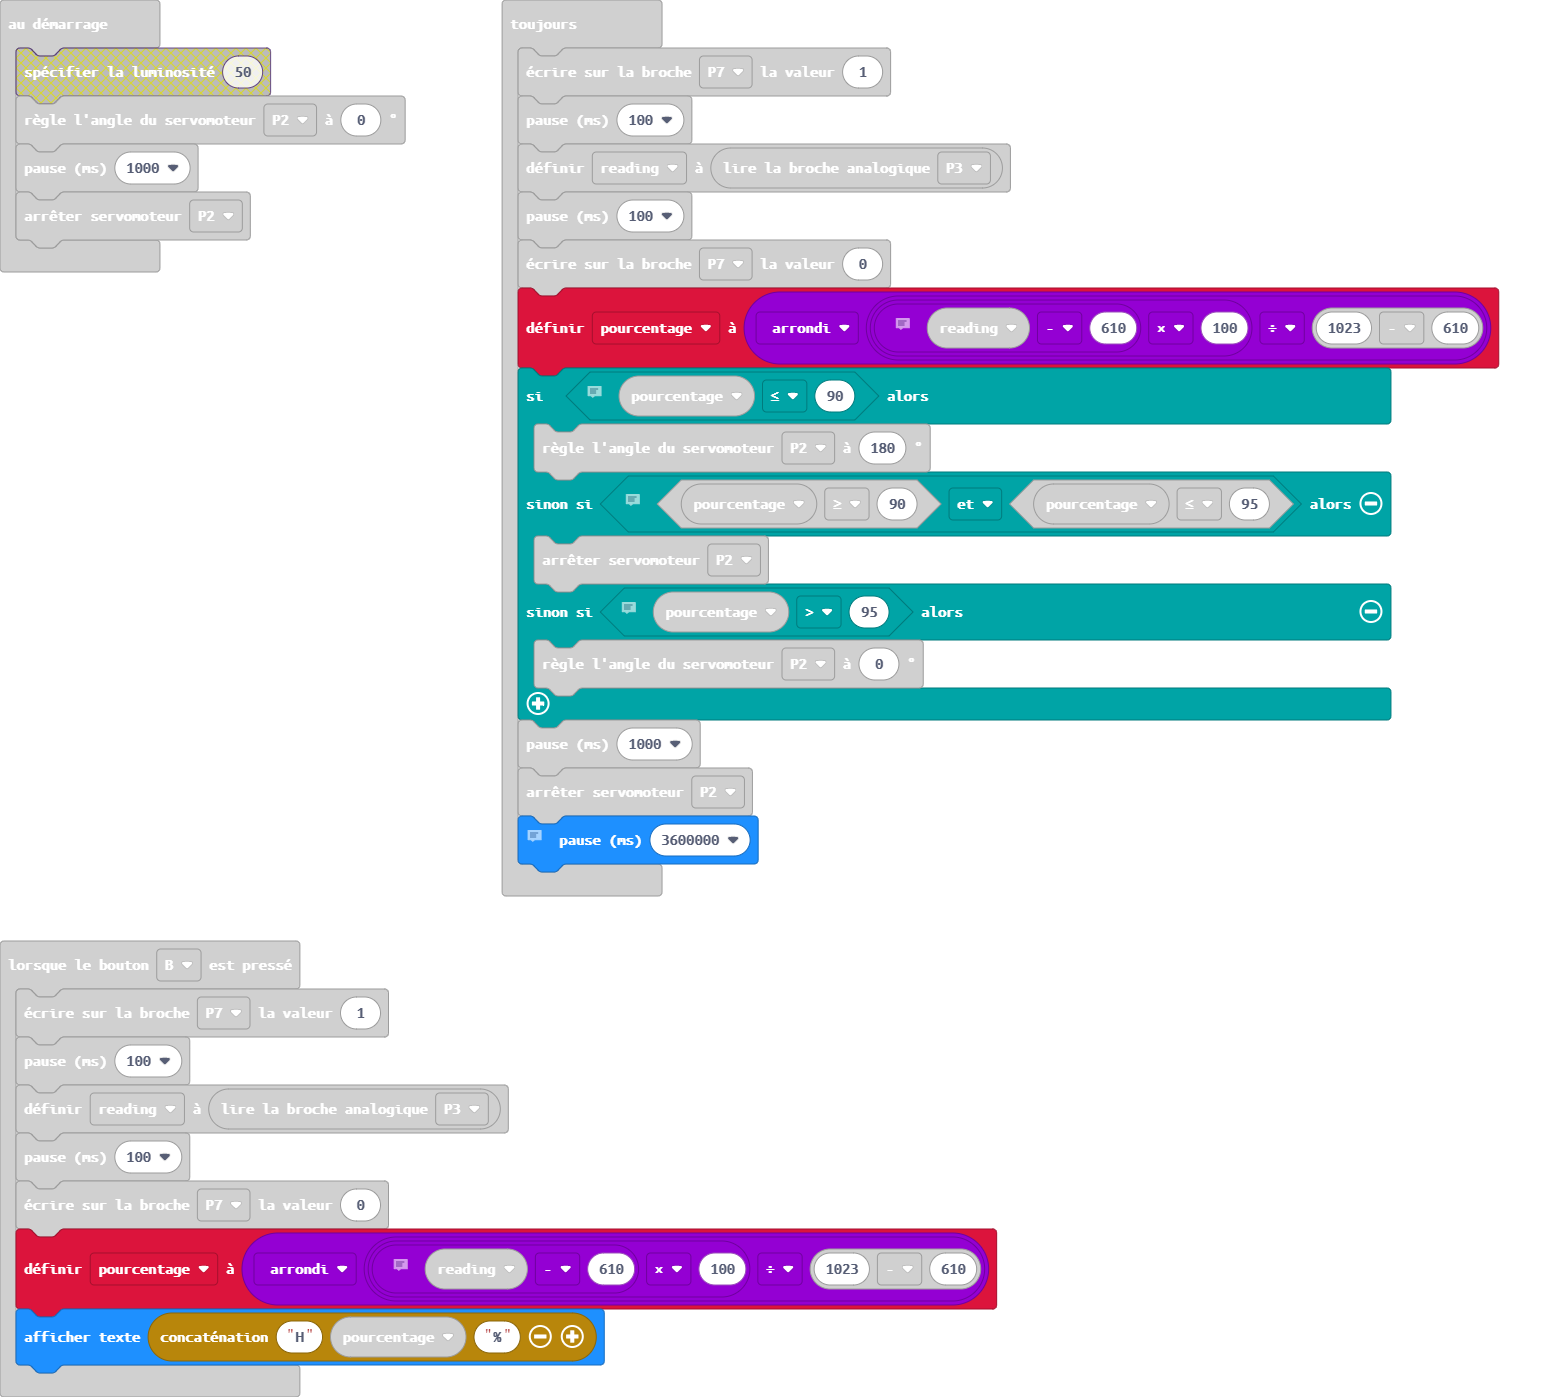 au démarrage
spécifier la luminosité 50
règle l'angle du servomoteur P2 à 0 °
pause (ms) 1000
arrêter servomoteur P2
toujours
écrire sur la broche P7 la valeur 1
pause (ms) 100
définir reading à lire la broche analogique P3
pause (ms) 100
écrire sur la broche P7 la valeur 0
définir pourcentage à arrondi reading - 610 x 100 ÷ 1023 - 610
si pourcentage ≤ 90 alors
règle l'angle du servomoteur P2 à 180 °
sinon si pourcentage ≥ 90 et pourcentage ≤ 95 alors
arrêter servomoteur P2
sinon si pourcentage > 95 alors
règle l'angle du servomoteur P2 à 0 °
pause (ms) 1000
arrêter servomoteur P2
pause (ms) 3600000
lorsque le bouton B est pressé
écrire sur la broche P7 la valeur 1
pause (ms) 100
définir reading à lire la broche analogique P3
pause (ms) 100
écrire sur la broche P7 la valeur 0
définir pourcentage à arrondi reading - 610 x 100 ÷ 1023 - 610
afficher texte concaténation "H" pourcentage "%"